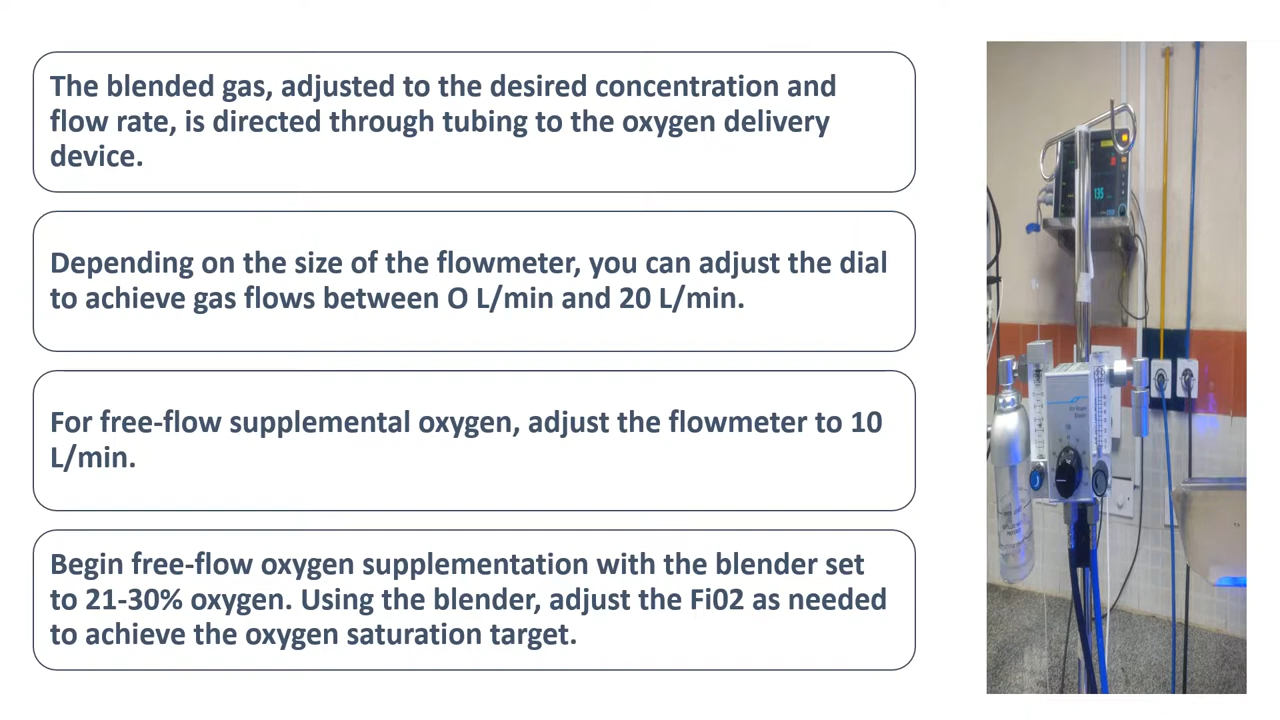 The blended gas, adjusted to the desired concentration and
flow rate, is directed through tubing to the oxygen delivery
device.
Depending on the size of the flowmeter, you can adjust the dial
to achieve gas flows between O L/min and 20 L/min.
For free-flow supplemental oxygen, adjust the flowmeter to 10
L/min.
Begin free-flow oxygen supplementation with the blender set
to 21-30% oxygen. Using the blender, adjust the Fi02 as needed
to achieve the oxygen saturation target.
135